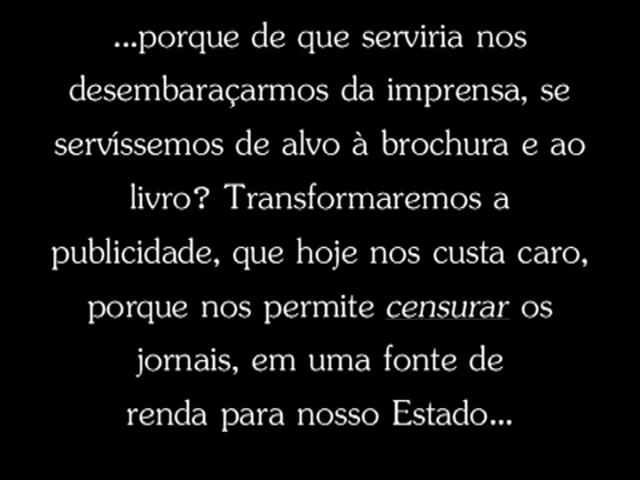 ...porque de que serviria nos
desembaraçarmos da imprensa, se
servíssemos de alvo à brochura e ao
livro? Transformaremos a
publicidade, que hoje nos custa caro,
porque nos permite censurar os
jornais, em uma fonte de
renda para nosso Estado...